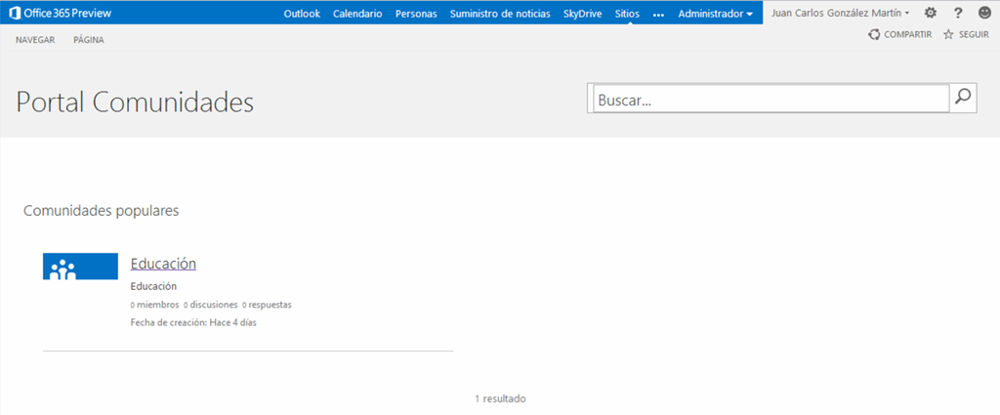 Office 365 Preview Outlook Calendario Personas Suministro de noticias SkyDrive Sitios ... Administrador Juan Carlos González Martín ?
NAVEGAR PÁGINA COMPARTIR SEGUIR
Portal Comunidades
Buscar...
Comunidades populares
Educación
Educación
0 miembros 0 discusiones 0 respuestas
Fecha de creación: Hace 4 días
1 resultado